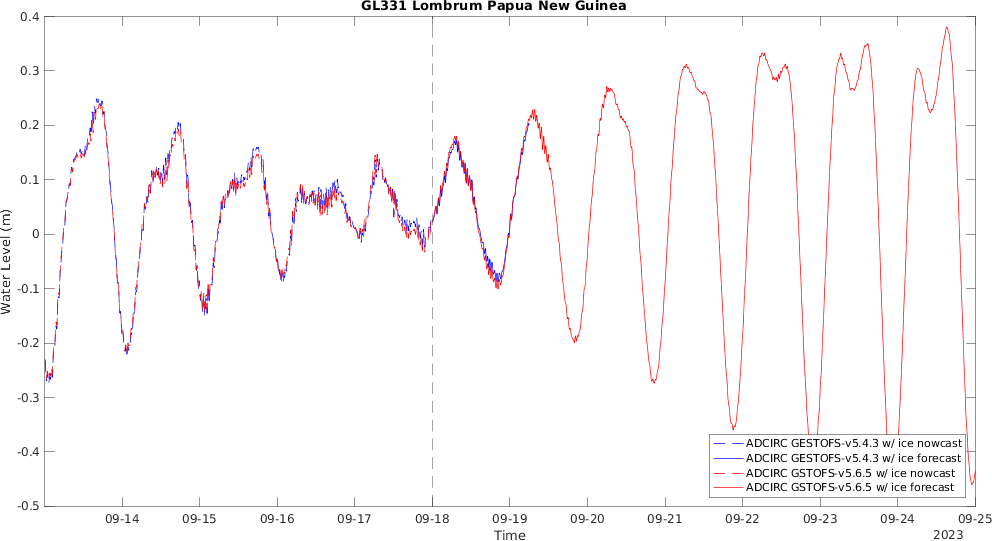 GL331 Lombrum Papua New Guinea
0.4
0.3
0.2
0.1
0
-0.1
-0.2
-0.3
-0.4
-0.5
Water Level (m)
ADCIRC GESTOFS-v5.4.3 w/ ice nowcast
ADCIRC GESTOFS-v5.4.3 w/ ice forecast
ADCIRC GSTOFS-v5.6.5 w/ ice nowcast
ADCIRC GSTOFS-v5.6.5 w/ ice forecast
09-14 09-15 09-16 09-17 09-18 09-19 09-20 09-21 09-22 09-23 09-24 09-25
Time
2023